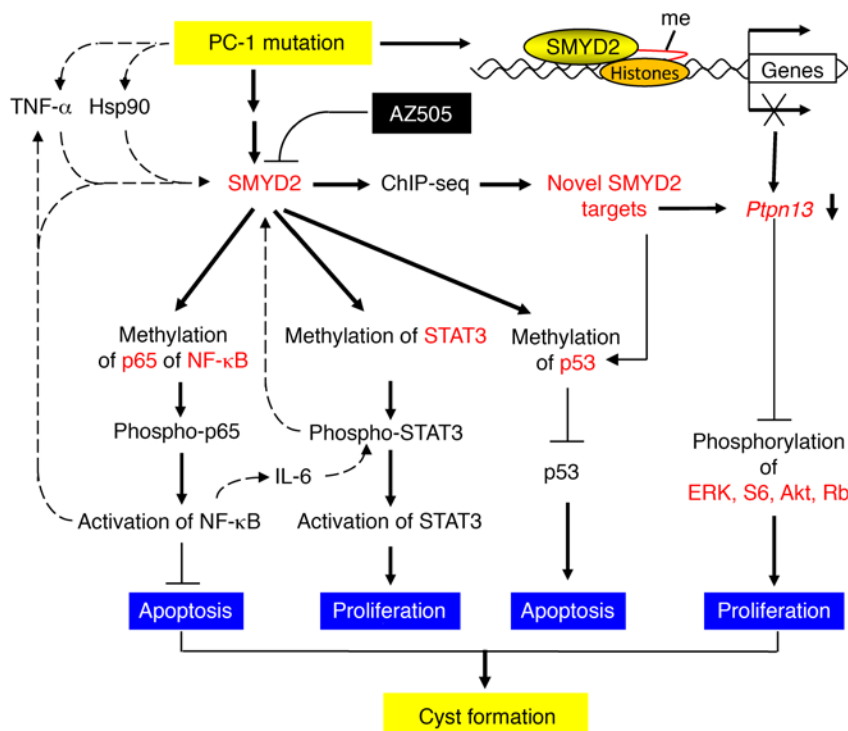 PC-1 mutation
SMYD2
me
Histones
Genes
TNF-α
Hsp90
AZ505
SMYD2
ChIP-seq
Novel SMYD2
targets
Ptpn13
Methylation
of p65 of NF-κB
Methylation of STAT3
Methylation
of p53
Phospho-p65
Phospho-STAT3
Phosphorylation
of
ERK, S6, Akt, Rb
IL-6
p53
Activation of NF-κB
Activation of STAT3
Apoptosis
Proliferation
Apoptosis
Proliferation
Cyst formation